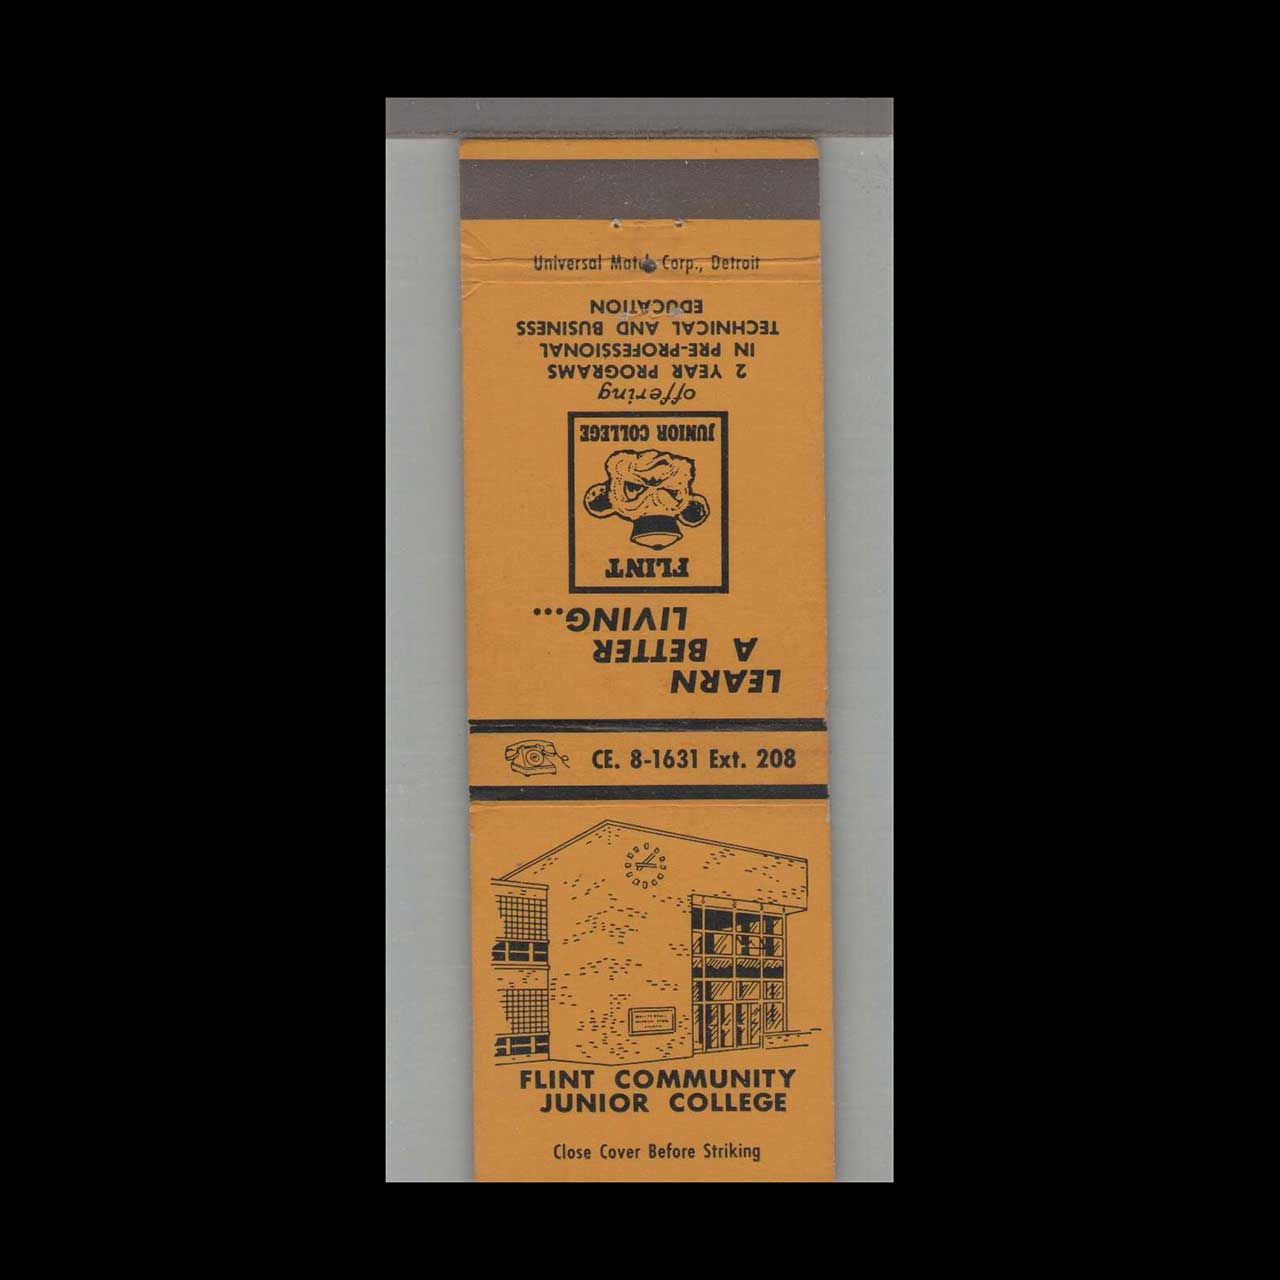 Universal Match Corp., Detroit
LEARN
A BETTER
LIVING...
FLINT
JUNIOR COLLEGE
offering
2 YEAR PROGRAMS
IN PRE-PROFESSIONAL
TECHNICAL AND BUSINESS
EDUCATION
CE. 8-1631 Ext. 208
FLINT COMMUNITY
JUNIOR COLLEGE
Close Cover Before Striking